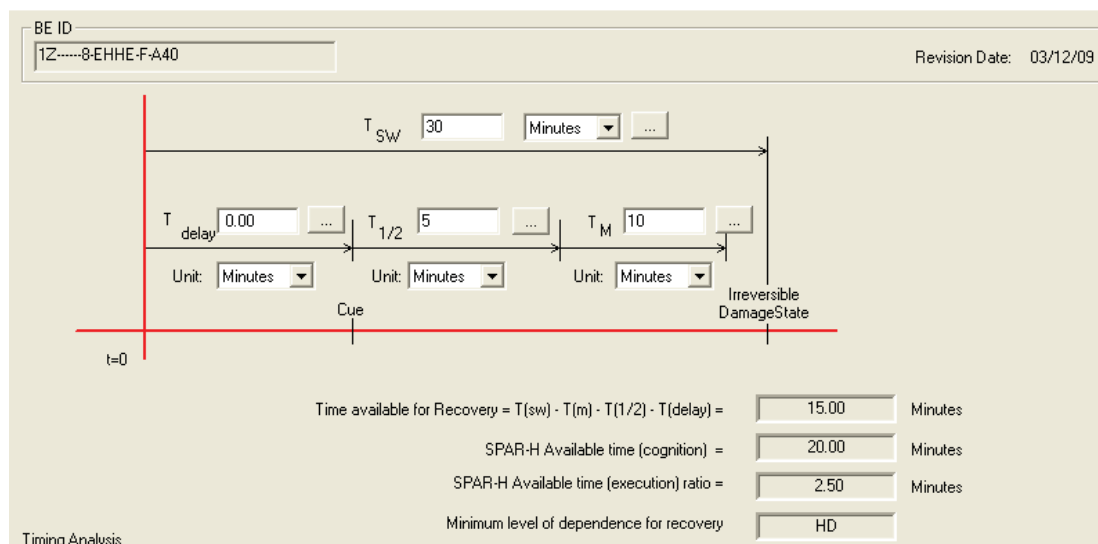 BE ID
1Z------8-EHHE-F-A40
Revision Date: 03/12/09
T SW 30 Minutes ...
T delay 0.00 ... T 1/2 5 ... T M 10 ...
Unit: Minutes Unit: Minutes Unit: Minutes
Irreversible
DamageState
Cue
t=0
Time available for Recovery = T(sw) - T(m) - T(1/2) - T(delay) = 15.00 Minutes
SPAR-H Available time (cognition) = 20.00 Minutes
SPAR-H Available time (execution) ratio = 2.50 Minutes
Minimum level of dependence for recovery HD
Timing Analysis